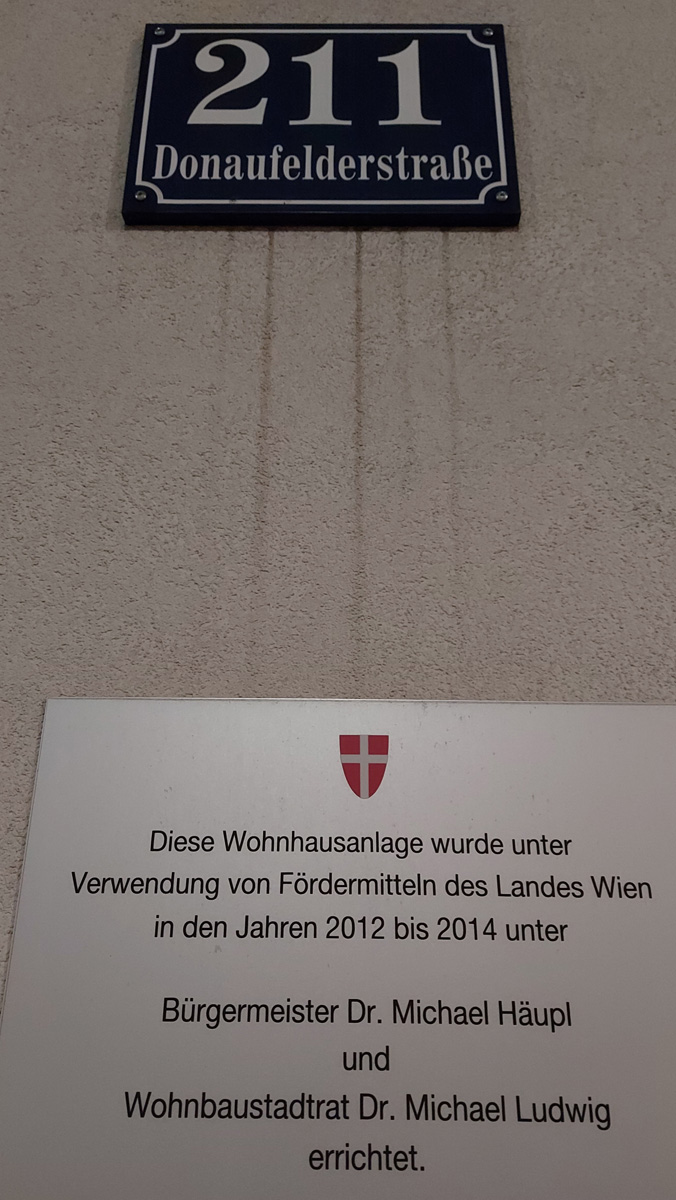 211
Donaufelderstraße
Diese Wohnhausanlage wurde unter
Verwendung von Fördermitteln des Landes Wien
in den Jahren 2012 bis 2014 unter
Bürgermeister Dr. Michael Häupl
und
Wohnbaustadtrat Dr. Michael Ludwig
errichtet.